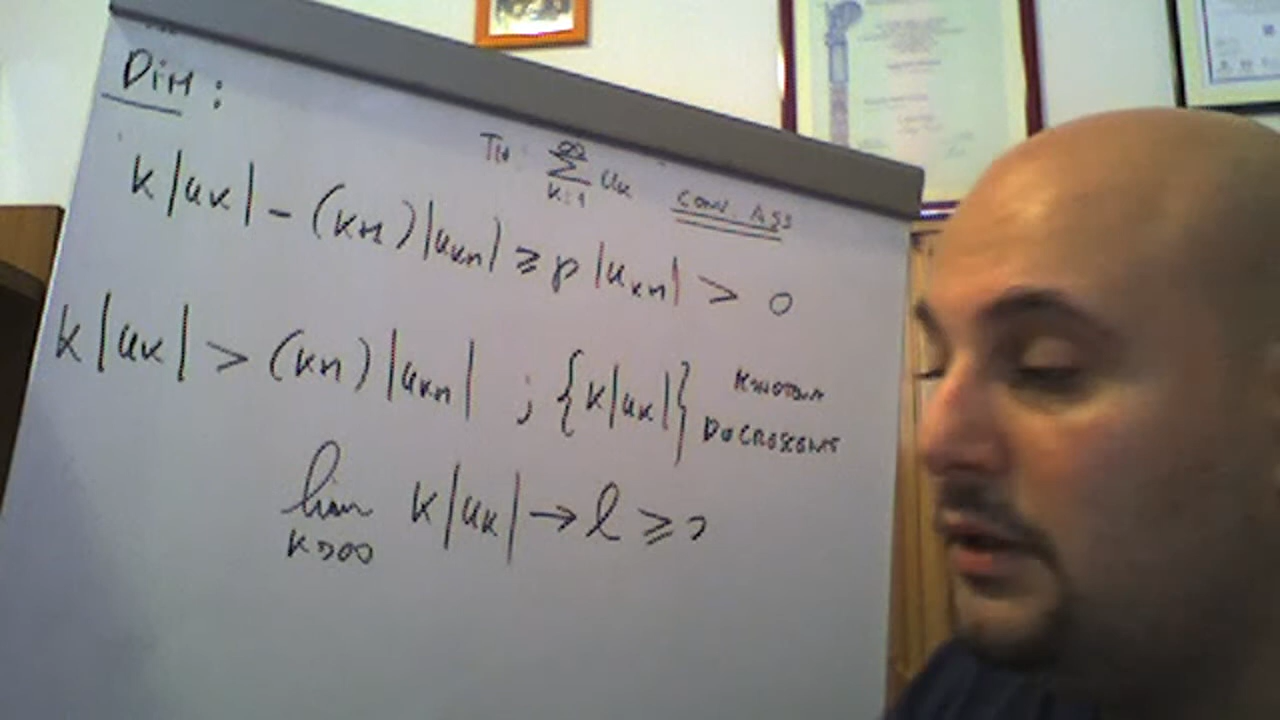 DIM:
TH: ∞∑k=1 uk CONV. ASS
k|uk| - (k+1)|uk+1| ≥ p|uk+1| > 0
k|uk| > (k+1)|uk+1| ; {k|uk|} MONOTONA
DECRESCENTE
lim k→∞ k|uk| → l ≥ 0